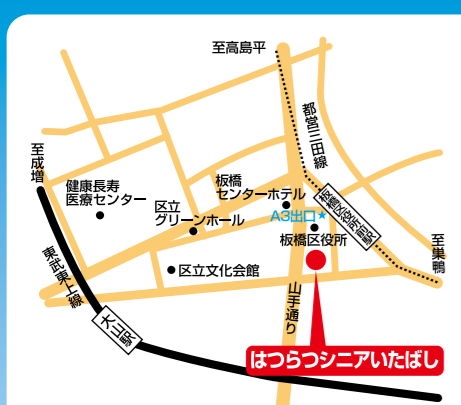 至高島平
都営三田線
至成増
健康長寿
医療センター
区立
グリーンホール
板橋
センターホテル
A3出口★
板橋区役所前駅
板橋区役所
至巣鴨
東武東上線
区立文化会館
山手通り
大山駅
はつらつシニアいたばし